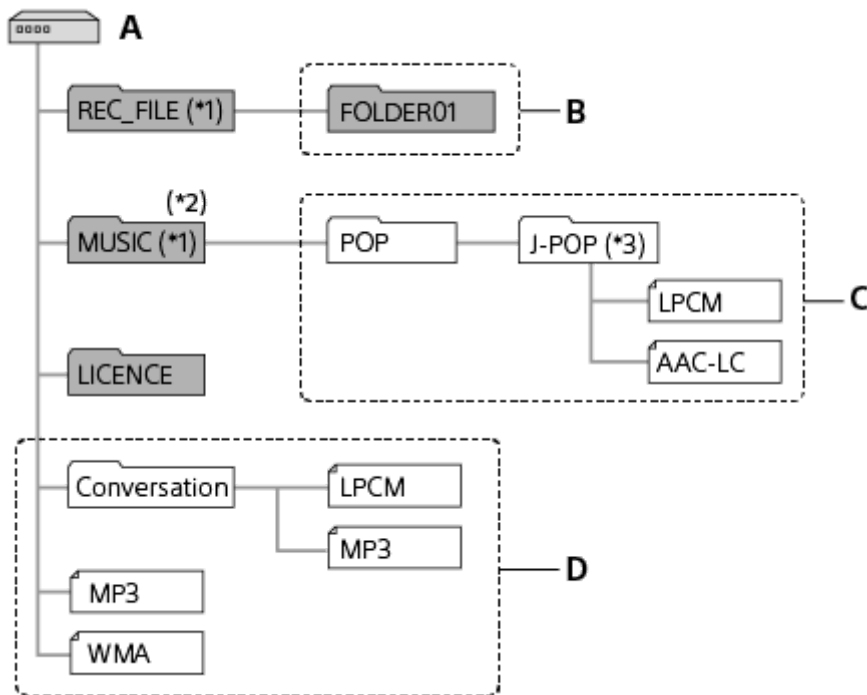 A
REC_FILE (*1)
FOLDER01
B
(*2)
MUSIC (*1)
POP
J-POP (*3)
LPCM
C
AAC-LC
LICENCE
Conversation
LPCM
MP3
D
MP3
WMA